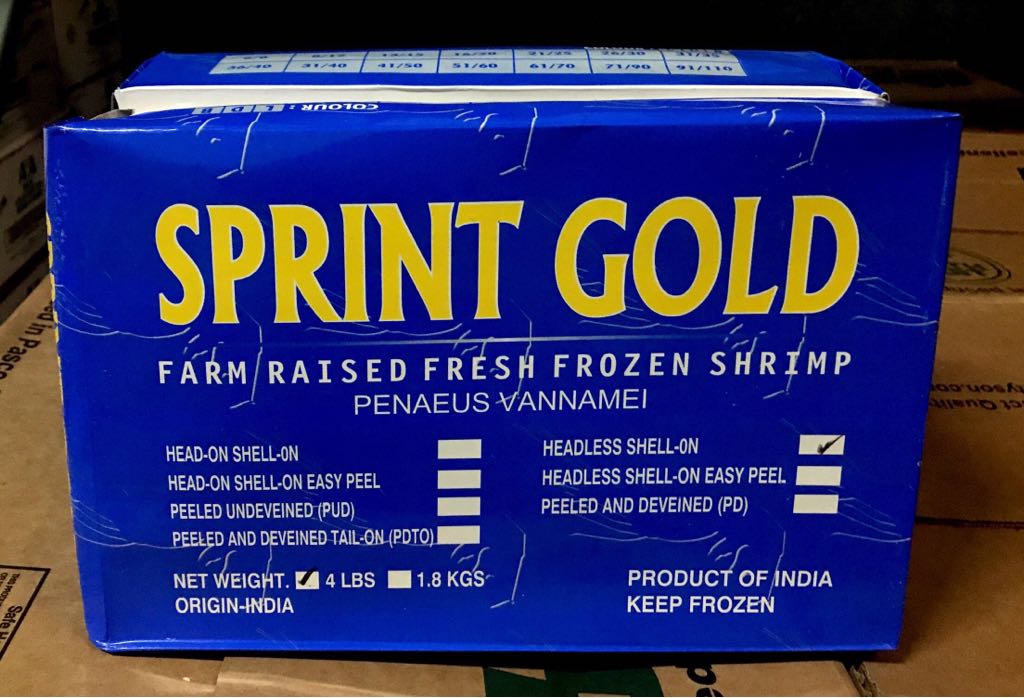 36/40 31/40 41/50 51/60 61/70 71/90 91/110
COLOUR: L D B
SPRINT GOLD
FARM RAISED FRESH FROZEN SHRIMP
PENAEUS VANNAMEI
HEAD-ON SHELL-ON
HEAD-ON SHELL-ON EASY PEEL
PEELED UNDEVEINED (PUD)
PEELED AND DEVEINED TAIL-ON (PDTO)
HEADLESS SHELL-ON
HEADLESS SHELL-ON EASY PEEL
PEELED AND DEVEINED (PD)
NET WEIGHT. 4 LBS 1.8 KGS
ORIGIN-INDIA
PRODUCT OF INDIA
KEEP FROZEN